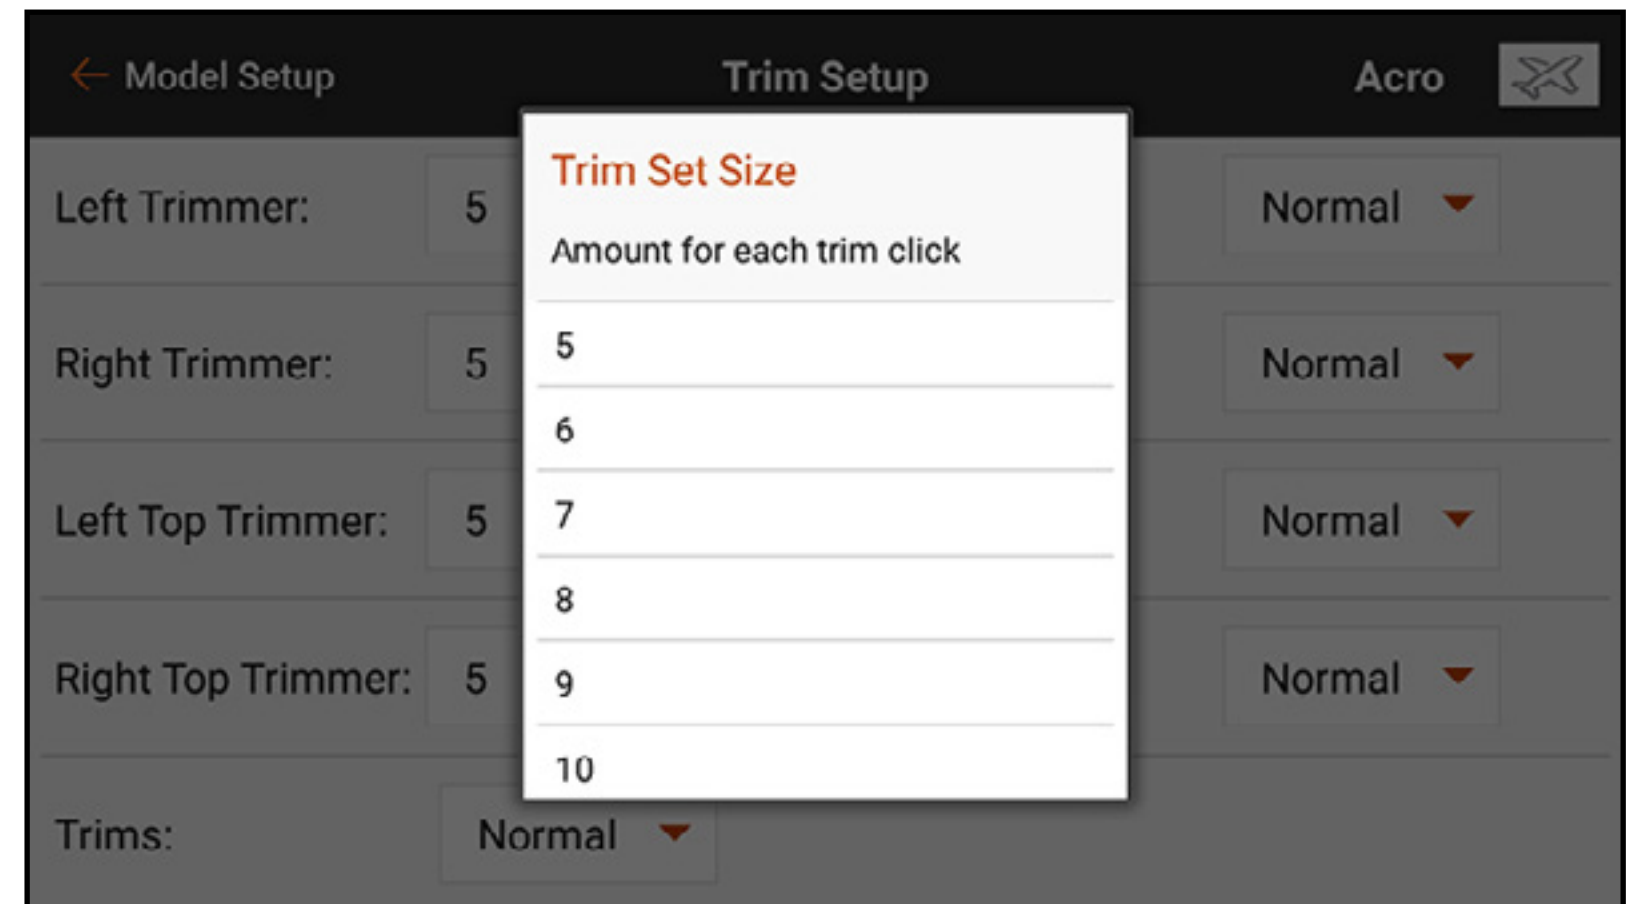 ← Model Setup Trim Setup Acro
Trim Set Size
Amount for each trim click
5
6
7
8
9
10
Left Trimmer: 5 Normal
Right Trimmer: 5 Normal
Left Top Trimmer: 5 Normal
Right Top Trimmer: 5 Normal
Trims: Normal